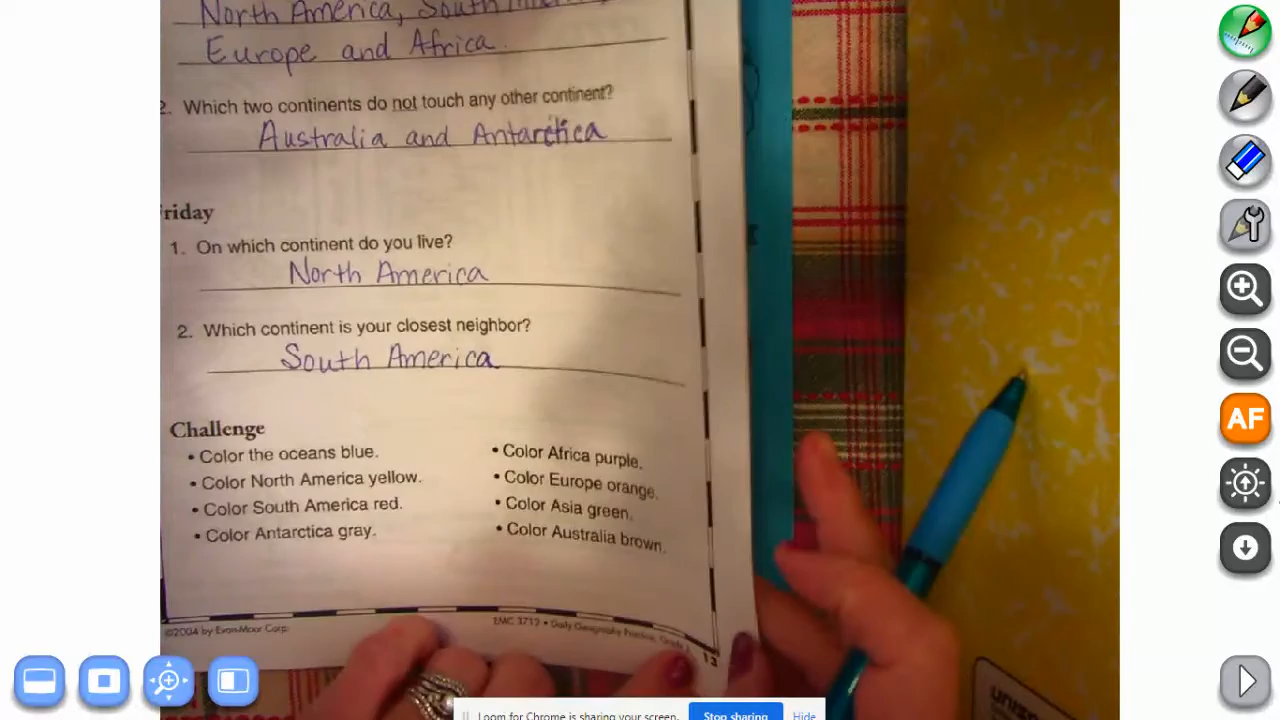 North America, South
Europe and Africa.
2. Which two continents do not touch any other continent?
Australia and Antarctica
riday
1. On which continent do you live?
North America
2. Which continent is your closest neighbor?
South America
Challenge
• Color the oceans blue.
• Color North America yellow.
• Color South America red.
• Color Antarctica gray.
• Color Africa purple.
• Color Europe orange.
• Color Asia green.
• Color Australia brown.
©2004 by Evan-Moor Corp.
EMC 3712 • Daily Geography Practice, Grade
13
AF
Loom for Chrome is sharing your screen.
Stop sharing
Hide